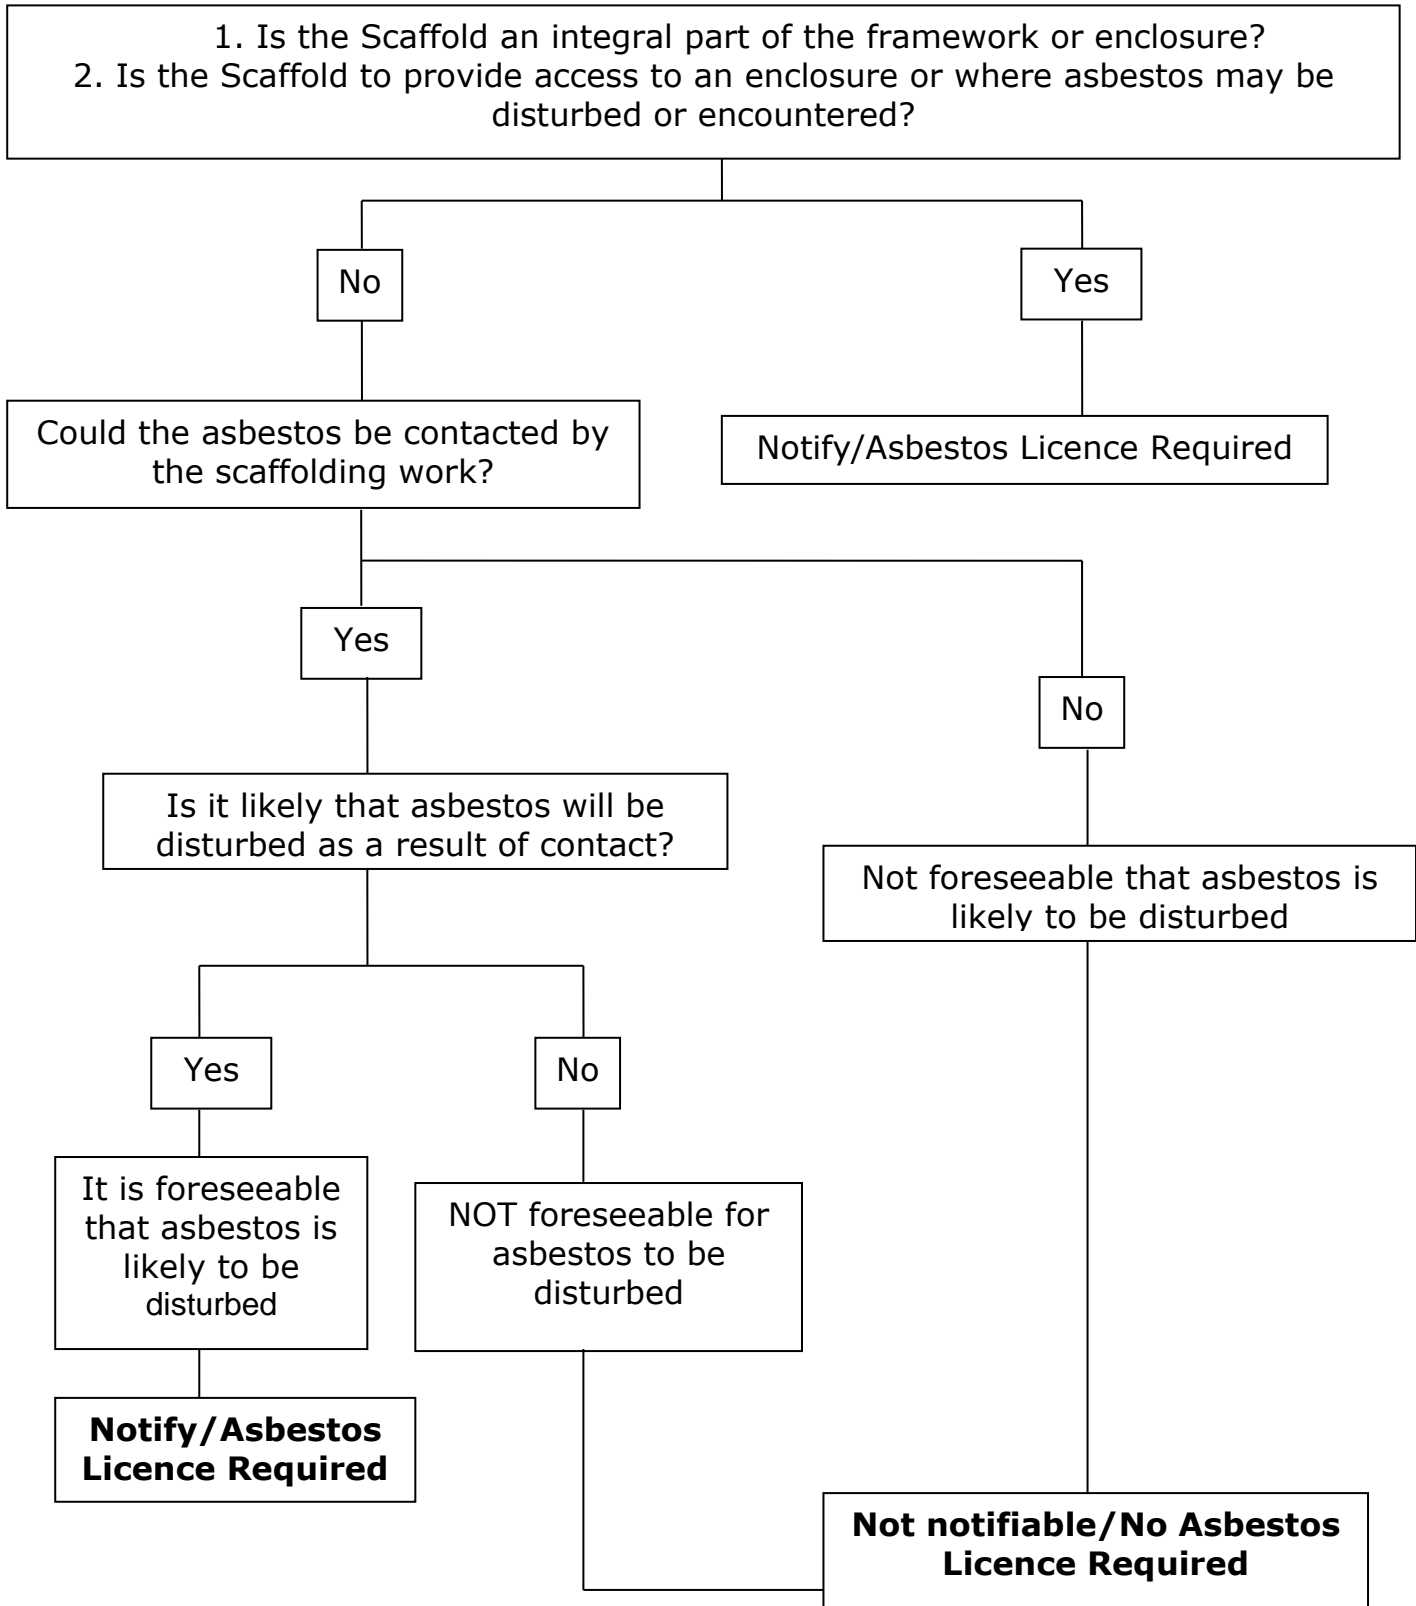 1. Is the Scaffold an integral part of the framework or enclosure?
2. Is the Scaffold to provide access to an enclosure or where asbestos may be
disturbed or encountered?
No
Yes
Could the asbestos be contacted by
the scaffolding work?
Notify/Asbestos Licence Required
Yes
No
Is it likely that asbestos will be
disturbed as a result of contact?
Not foreseeable that asbestos is
likely to be disturbed
Yes
No
It is foreseeable
that asbestos is
likely to be
disturbed
NOT foreseeable for
asbestos to be
disturbed
Notify/Asbestos
Licence Required
Not notifiable/No Asbestos
Licence Required